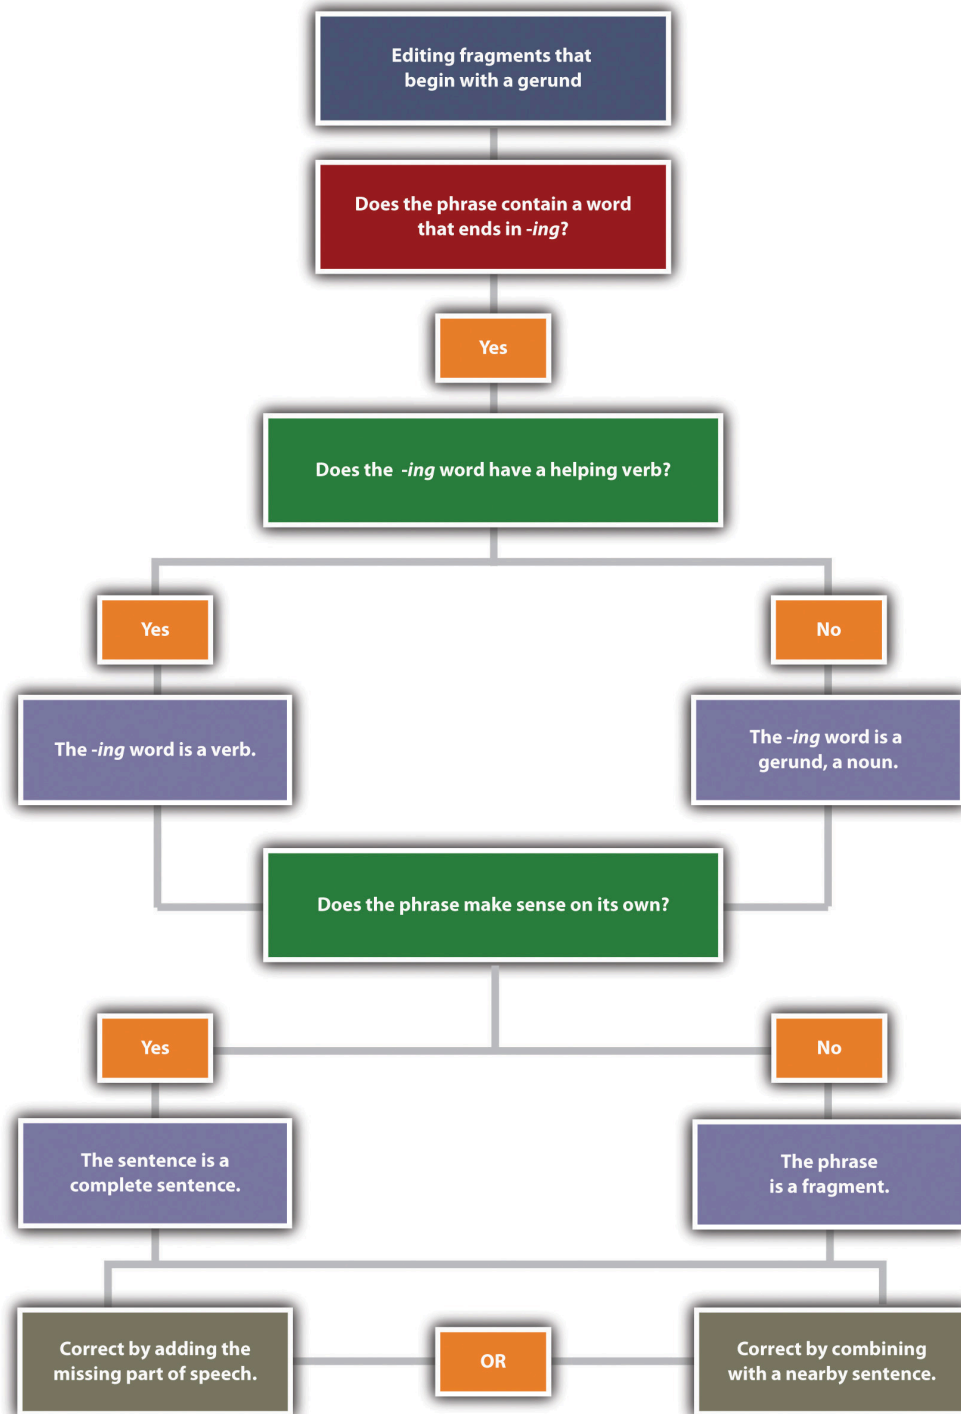 Editing fragments that
begin with a gerund
Does the phrase contain a word
that ends in -ing?
Yes
Does the -ing word have a helping verb?
Yes
No
The -ing word is a verb.
The -ing word is a
gerund, a noun.
Does the phrase make sense on its own?
Yes
No
The sentence is a
complete sentence.
The phrase
is a fragment.
Correct by adding the
missing part of speech.
OR
Correct by combining
with a nearby sentence.